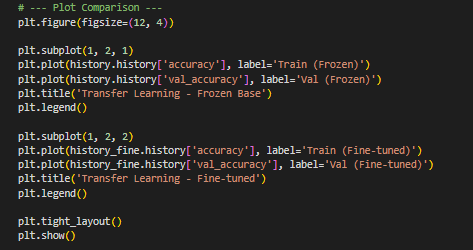 # --- Plot Comparison ---
plt.figure(figsize=(12, 4))
plt.subplot(1, 2, 1)
plt.plot(history.history['accuracy'], label='Train (Frozen)')
plt.plot(history.history['val_accuracy'], label='Val (Frozen)')
plt.title('Transfer Learning - Frozen Base')
plt.legend()
plt.subplot(1, 2, 2)
plt.plot(history_fine.history['accuracy'], label='Train (Fine-tuned)')
plt.plot(history_fine.history['val_accuracy'], label='Val (Fine-tuned)')
plt.title('Transfer Learning - Fine-tuned')
plt.legend()
plt.tight_layout()
plt.show()